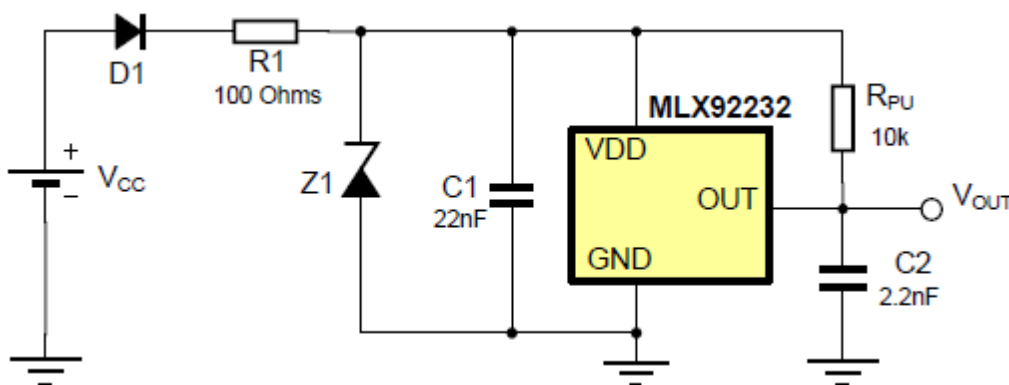 D1
R1
100 Ohms
+
VCC
−
Z1
C1
22nF
MLX92232
VDD
OUT
GND
RPU
10k
VOUT
C2
2.2nF